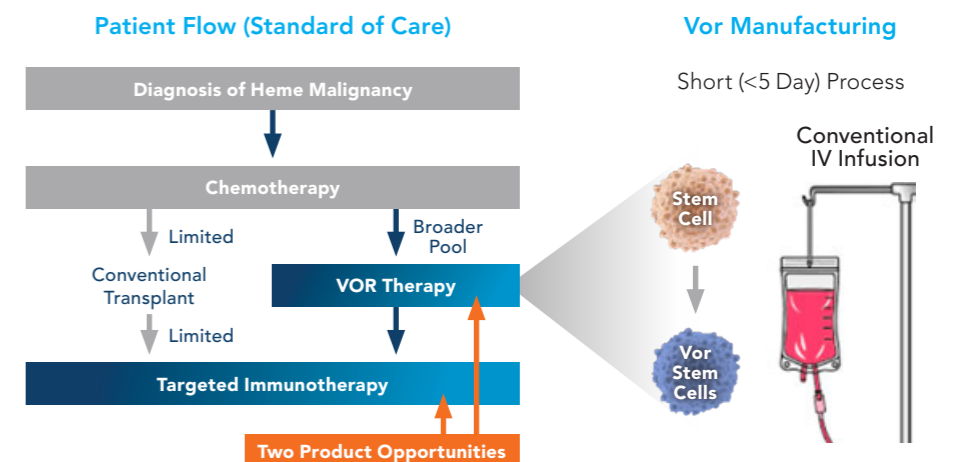 Patient Flow (Standard of Care)
Diagnosis of Heme Malignancy
Chemotherapy
Limited
Broader
Pool
Conventional
Transplant
VOR Therapy
Limited
Targeted Immunotherapy
Two Product Opportunities
Vor Manufacturing
Short (<5 Day) Process
Conventional
IV Infusion
Stem
Cell
Vor
Stem
Cells